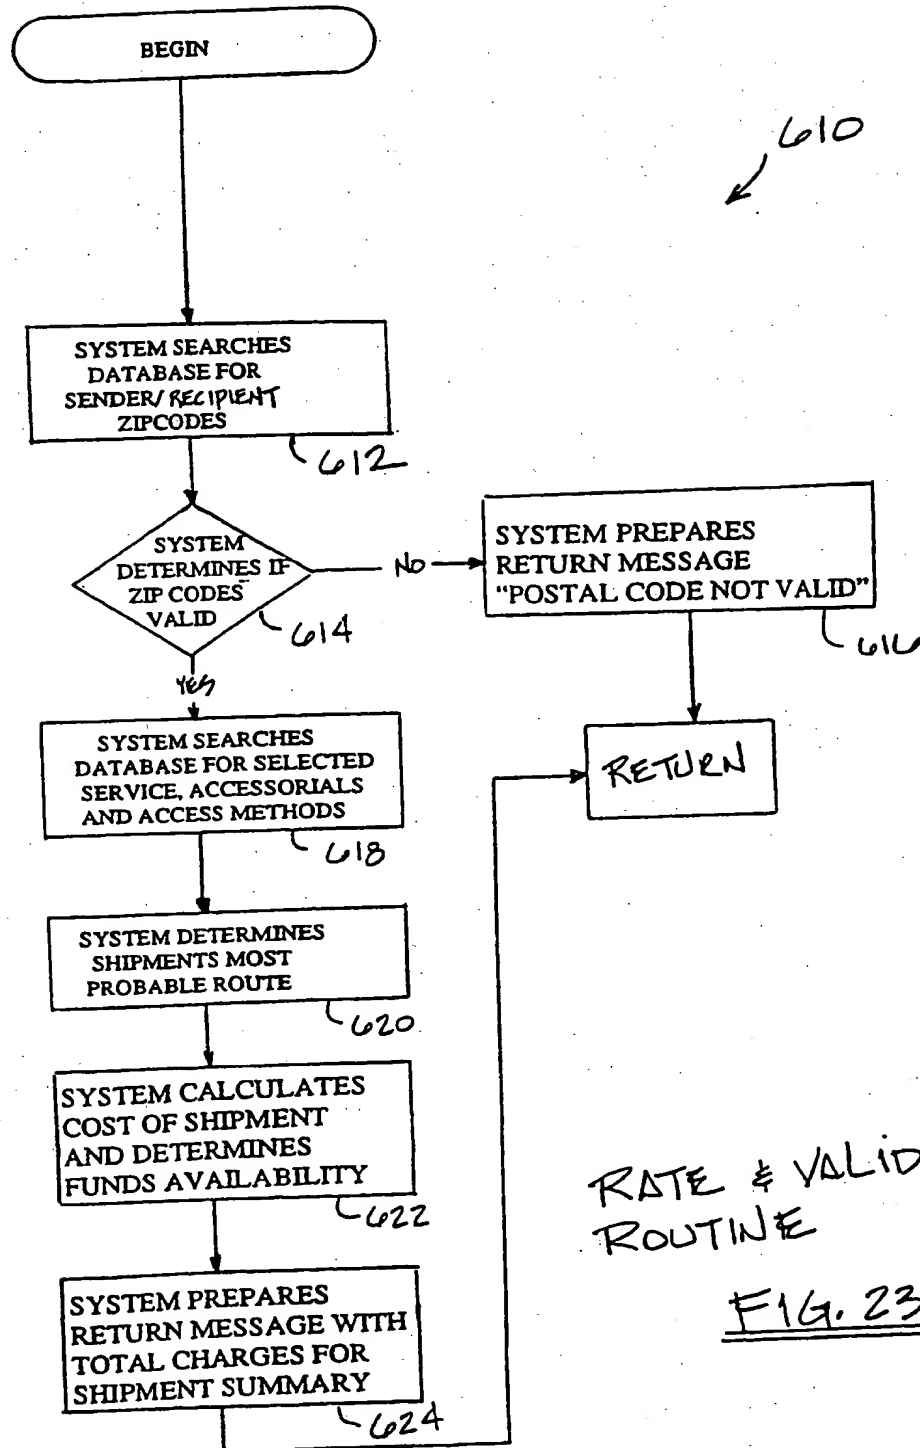 BEGIN
610
SYSTEM SEARCHES
DATABASE FOR
SENDER/ RECIPIENT
ZIPCODES
612
SYSTEM
DETERMINES IF
ZIP CODES
VALID
614
NO
SYSTEM PREPARES
RETURN MESSAGE
“POSTAL CODE NOT VALID”
616
YES
SYSTEM SEARCHES
DATABASE FOR SELECTED
SERVICE, ACCESSORIALS
AND ACCESS METHODS
618
RETURN
SYSTEM DETERMINES
SHIPMENTS MOST
PROBABLE ROUTE
620
SYSTEM CALCULATES
COST OF SHIPMENT
AND DETERMINES
FUNDS AVAILABILITY
622
RATE & VALID
ROUTINE
FIG. 23
SYSTEM PREPARES
RETURN MESSAGE WITH
TOTAL CHARGES FOR
SHIPMENT SUMMARY
624